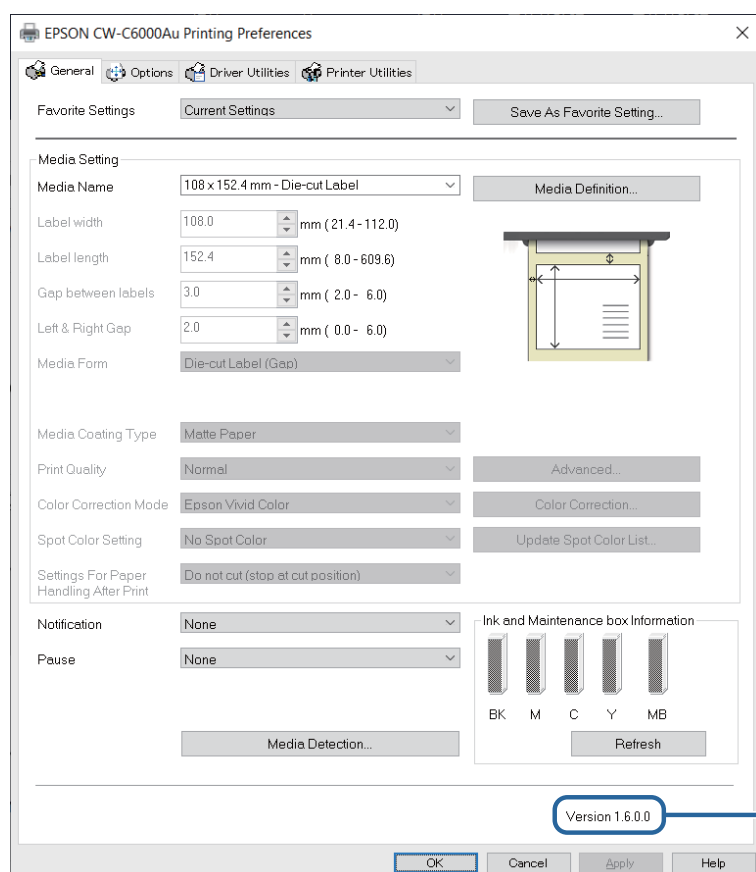 EPSON CW-C6000Au Printing Preferences
General Options Driver Utilities Printer Utilities
Favorite Settings Current Settings Save As Favorite Setting...
Media Setting
Media Name 108 x 152.4 mm - Die-cut Label Media Definition...
Label width 108.0 mm ( 21.4 - 112.0)
Label length 152.4 mm ( 8.0 - 609.6)
Gap between labels 3.0 mm ( 2.0 - 6.0)
Left & Right Gap 2.0 mm ( 0.0 - 6.0)
Media Form Die-cut Label (Gap)
Media Coating Type Matte Paper
Print Quality Normal Advanced...
Color Correction Mode Epson Vivid Color Color Correction...
Spot Color Setting No Spot Color Update Spot Color List...
Settings For Paper Do not cut (stop at cut position)
Handling After Print
Notification None Ink and Maintenance box Information
Pause None
BK M C Y MB
Media Detection... Refresh
Version 1.6.0.0
OK Cancel Apply Help